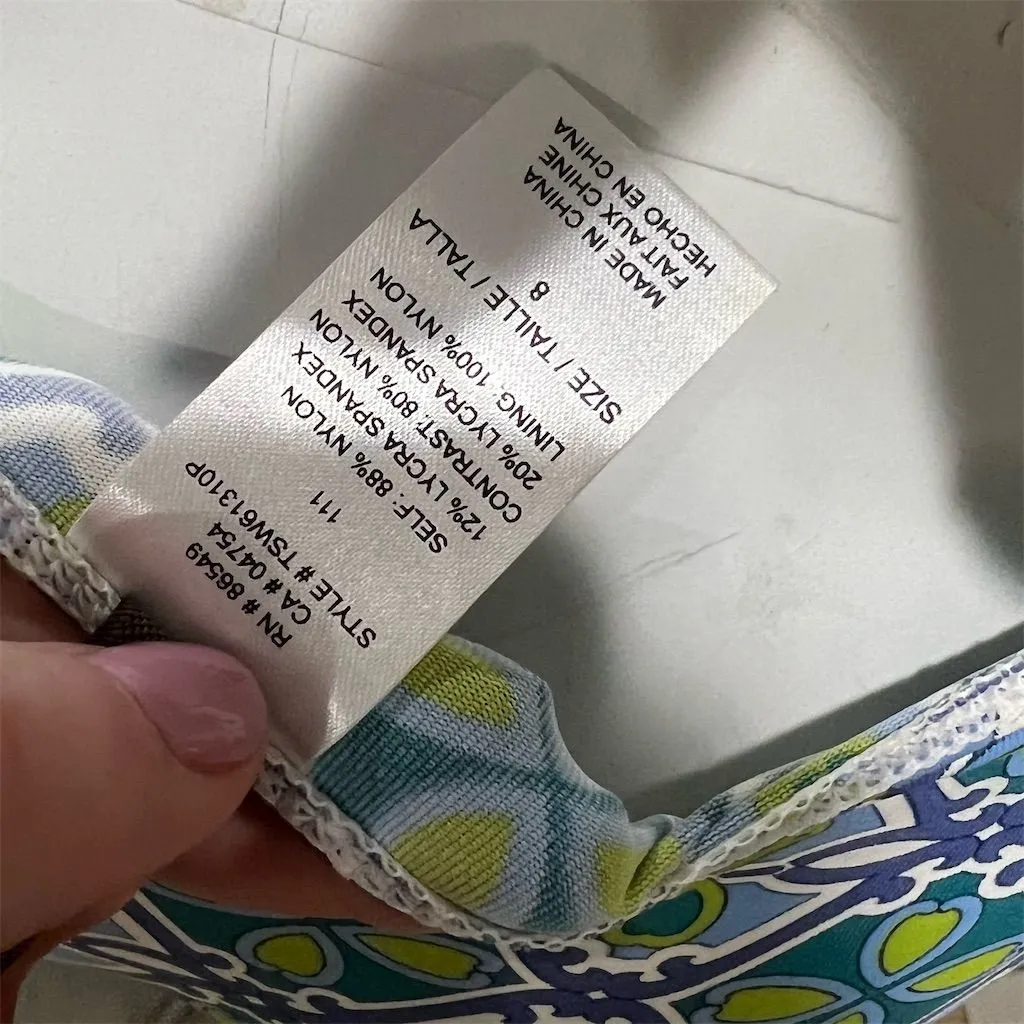 RN # 86549
CA # 04754
STYLE # TSW61310P
111
SELF: 88% NYLON
12% LYCRA SPANDEX
CONTRAST: 80% NYLON
20% LYCRA SPANDEX
LINING: 100% NYLON
SIZE / TAILLE / TALLA
8
MADE IN CHINA
FAIT AUX CHINE
HECHO EN CHINA